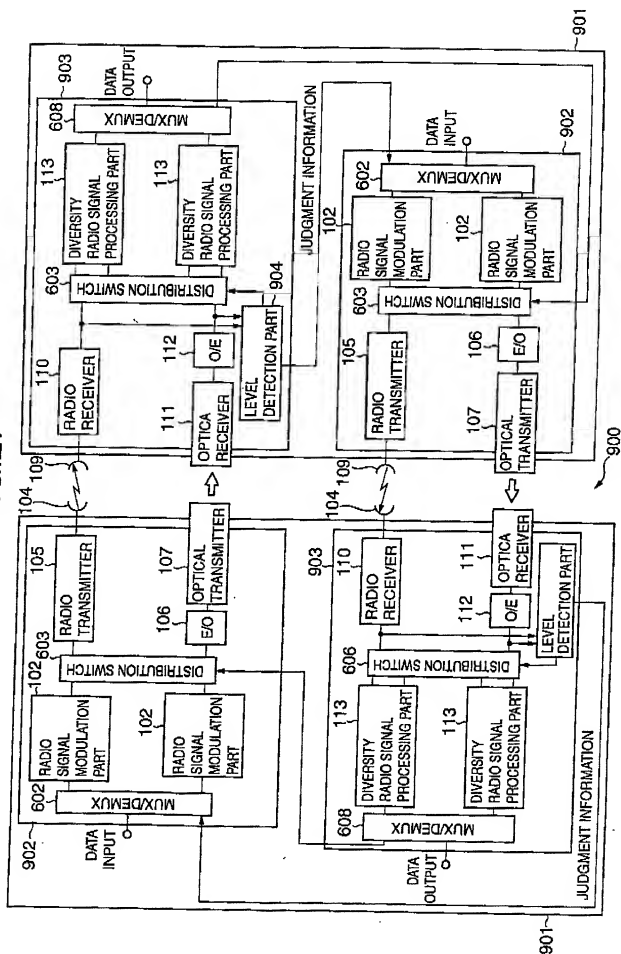 901
902
DATA
INPUT
602
MUX/DEMUX
102
RADIO
SIGNAL
MODULATION
PART
102
RADIO
SIGNAL
MODULATION
PART
603
DISTRIBUTION SWITCH
105
RADIO
TRANSMITTER
104
109
106
E/O
107
OPTICAL
TRANSMITTER
903
110
RADIO
RECEIVER
111
OPTICA
RECEIVER
112
O/E
603
DISTRIBUTION SWITCH
LEVEL
DETECTION PART
904
113
DIVERSITY
RADIO SIGNAL
PROCESSING PART
113
DIVERSITY
RADIO SIGNAL
PROCESSING PART
608
MUX/DEMUX
DATA
OUTPUT
JUDGMENT INFORMATION
901
903
DATA
OUTPUT
608
MUX/DEMUX
113
DIVERSITY
RADIO SIGNAL
PROCESSING PART
113
DIVERSITY
RADIO SIGNAL
PROCESSING PART
606
DISTRIBUTION SWITCH
110
RADIO
RECEIVER
104
109
112
O/E
111
OPTICA
RECEIVER
LEVEL
DETECTION PART
JUDGMENT INFORMATION
105
RADIO
TRANSMITTER
107
OPTICAL
TRANSMITTER
106
E/O
603
DISTRIBUTION SWITCH
102
RADIO
SIGNAL
MODULATION
PART
102
RADIO
SIGNAL
MODULATION
PART
602
MUX/DEMUX
DATA
INPUT
902
900